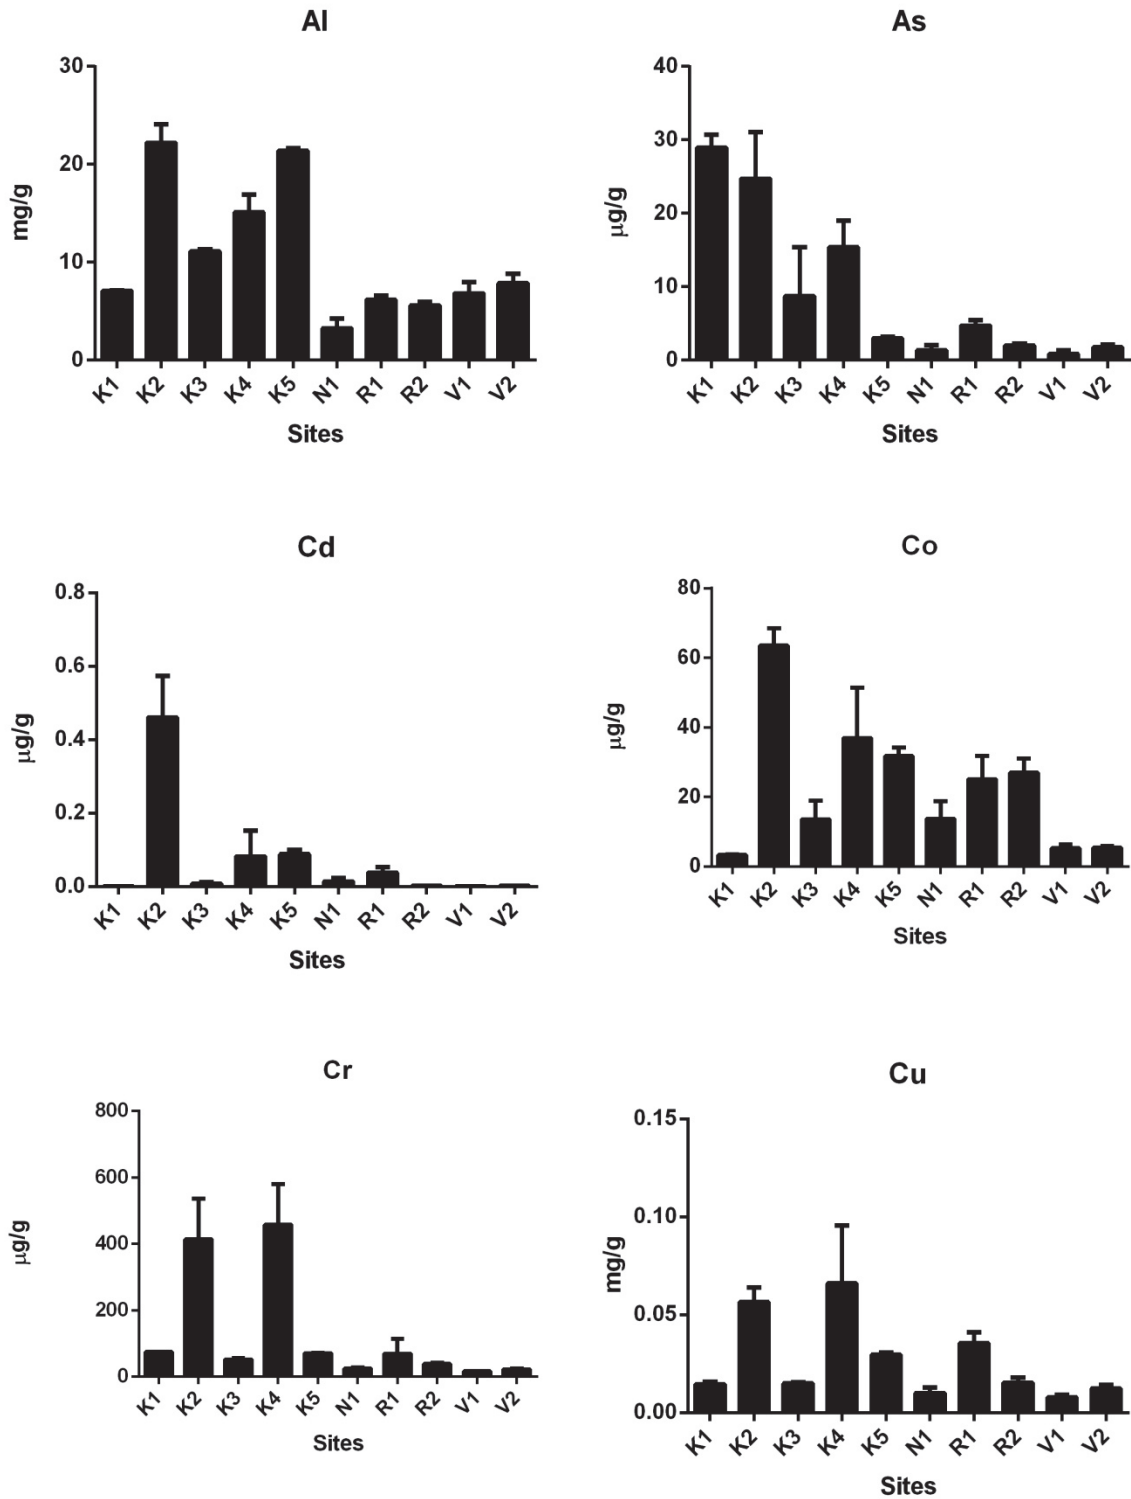 Al
30
20
10
0
mg/g
K1 K2 K3 K4 K5 N1 R1 R2 V1 V2
Sites
As
40
30
20
10
0
µg/g
K1 K2 K3 K4 K5 N1 R1 R2 V1 V2
Sites
Cd
0.8
0.6
0.4
0.2
0.0
µg/g
K1 K2 K3 K4 K5 N1 R1 R2 V1 V2
Sites
Co
80
60
40
20
0
µg/g
K1 K2 K3 K4 K5 N1 R1 R2 V1 V2
Sites
Cr
800
600
400
200
0
µg/g
K1 K2 K3 K4 K5 N1 R1 R2 V1 V2
Sites
Cu
0.15
0.10
0.05
0.00
mg/g
K1 K2 K3 K4 K5 N1 R1 R2 V1 V2
Sites